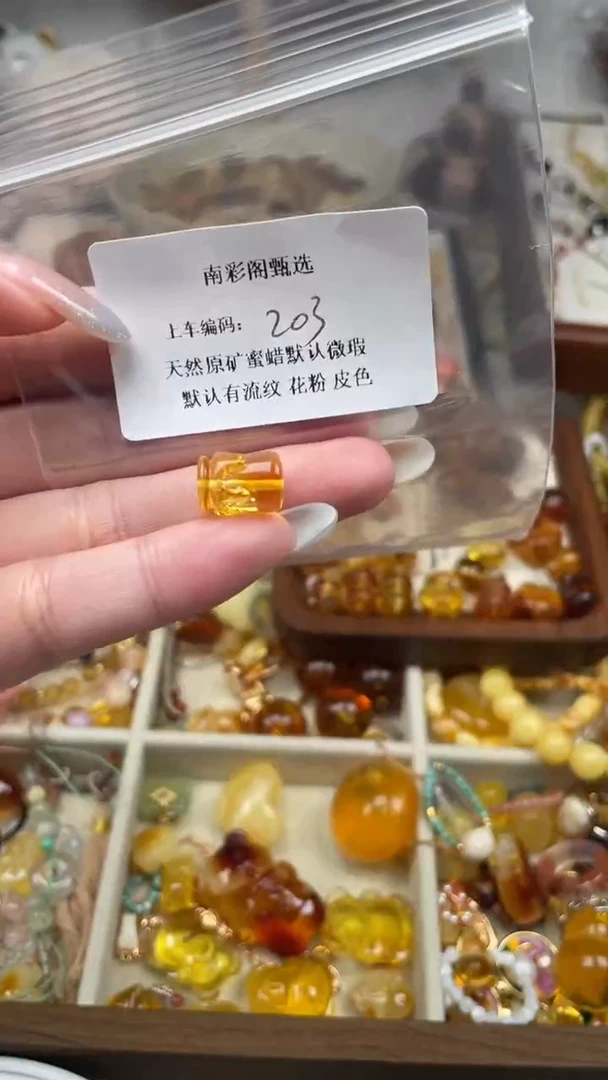 南彩阁甄选
上车编码： 203
天然原矿蜜蜡默认微瑕
默认有流纹 花粉 皮色